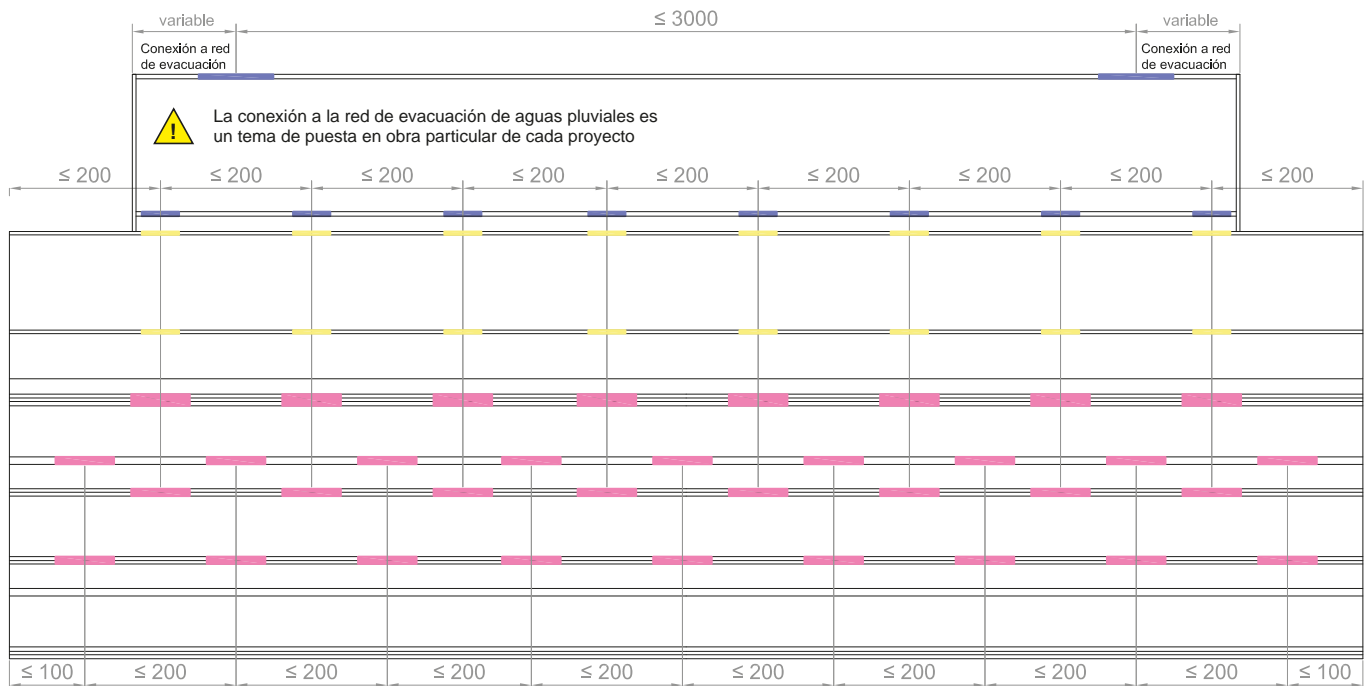 variable
≤ 3000
variable
Conexión a red
de evacuación
Conexión a red
de evacuación
!
La conexión a la red de evacuación de aguas pluviales es
un tema de puesta en obra particular de cada proyecto
≤ 200 ≤ 200 ≤ 200 ≤ 200 ≤ 200 ≤ 200 ≤ 200 ≤ 200 ≤ 200
≤ 100 ≤ 200 ≤ 200 ≤ 200 ≤ 200 ≤ 200 ≤ 200 ≤ 200 ≤ 200 ≤ 100